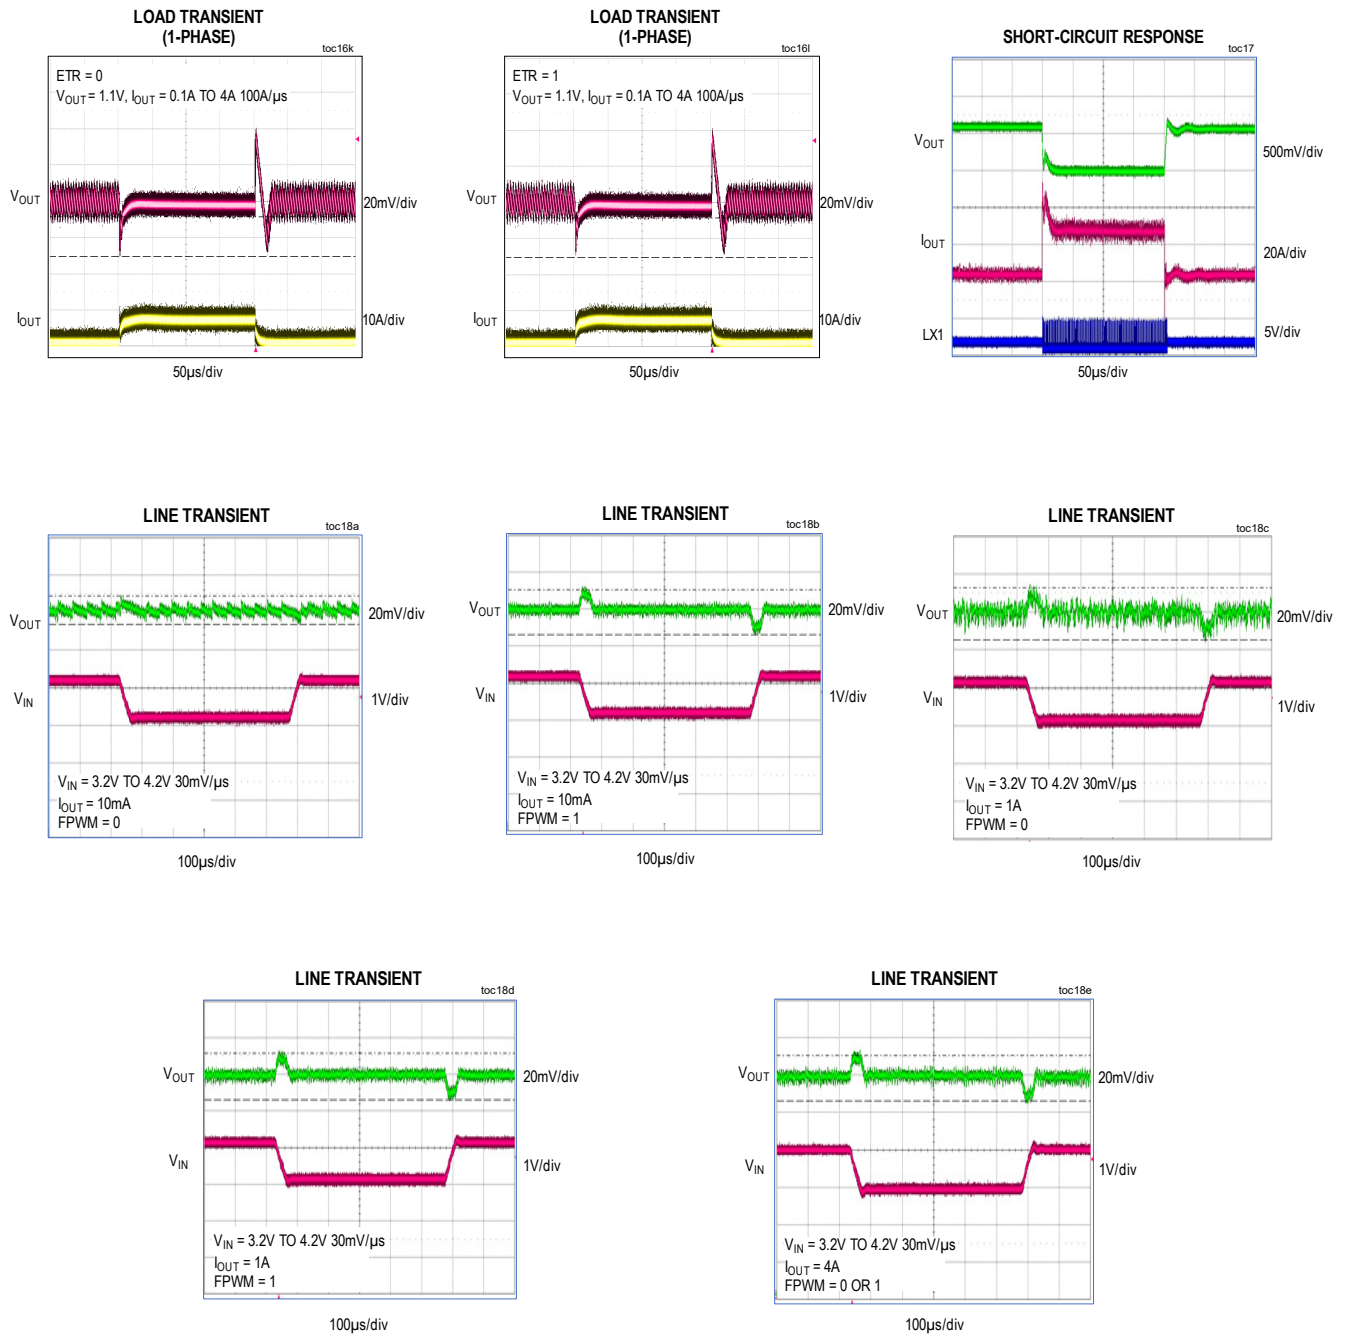 LOAD TRANSIENT
(1-PHASE)
toc16k
ETR = 0
VOUT = 1.1V, IOUT = 0.1A TO 4A 100A/µs
VOUT
20mV/div
IOUT
10A/div
50µs/div
LOAD TRANSIENT
(1-PHASE)
toc16l
ETR = 1
VOUT = 1.1V, IOUT = 0.1A TO 4A 100A/µs
VOUT
20mV/div
IOUT
10A/div
50µs/div
SHORT-CIRCUIT RESPONSE
toc17
VOUT
500mV/div
IOUT
20A/div
LX1
5V/div
50µs/div
LINE TRANSIENT
toc18a
VOUT
20mV/div
VIN
1V/div
VIN = 3.2V TO 4.2V 30mV/µs
IOUT = 10mA
FPWM = 0
100µs/div
LINE TRANSIENT
toc18b
VOUT
20mV/div
VIN
1V/div
VIN = 3.2V TO 4.2V 30mV/µs
IOUT = 10mA
FPWM = 1
100µs/div
LINE TRANSIENT
toc18c
VOUT
20mV/div
VIN
1V/div
VIN = 3.2V TO 4.2V 30mV/µs
IOUT = 1A
FPWM = 0
100µs/div
LINE TRANSIENT
toc18d
VOUT
20mV/div
VIN
1V/div
VIN = 3.2V TO 4.2V 30mV/µs
IOUT = 1A
FPWM = 1
100µs/div
LINE TRANSIENT
toc18e
VOUT
20mV/div
VIN
1V/div
VIN = 3.2V TO 4.2V 30mV/µs
IOUT = 4A
FPWM = 0 OR 1
100µs/div